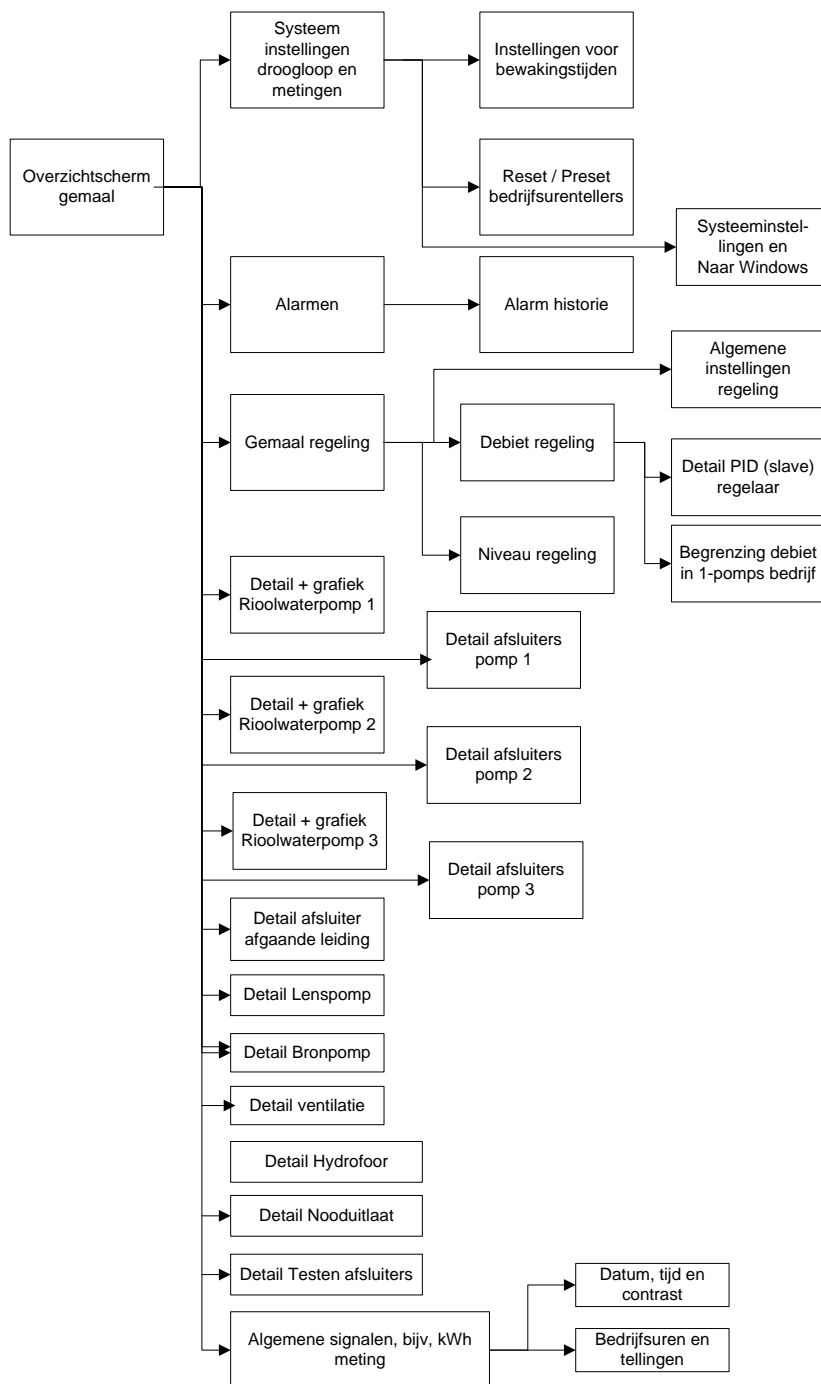 Systeem
instellingen
droogloop en
metingen
Instellingen voor
bewakingstijden
Overzichtscherm
gemaal
Reset / Preset
bedrijfsurentellers
Systeeminstel-
lingen en
Naar Windows
Alarmen
Alarm historie
Algemene
instellingen
regeling
Gemaal regeling
Debiet regeling
Detail PID (slave)
regelaar
Niveau regeling
Begrenzing debiet
in 1-pomps bedrijf
Detail + grafiek
Rioolwaterpomp 1
Detail afsluiters
pomp 1
Detail + grafiek
Rioolwaterpomp 2
Detail afsluiters
pomp 2
Detail + grafiek
Rioolwaterpomp 3
Detail afsluiters
pomp 3
Detail afsluiter
afgaande leiding
Detail Lenspomp
Detail Bronpomp
Detail ventilatie
Detail Hydrofoor
Detail Nooduitlaat
Detail Testen afsluiters
Datum, tijd en
contrast
Algemene signalen, bijv, kWh
meting
Bedrijfsuren en
tellingen